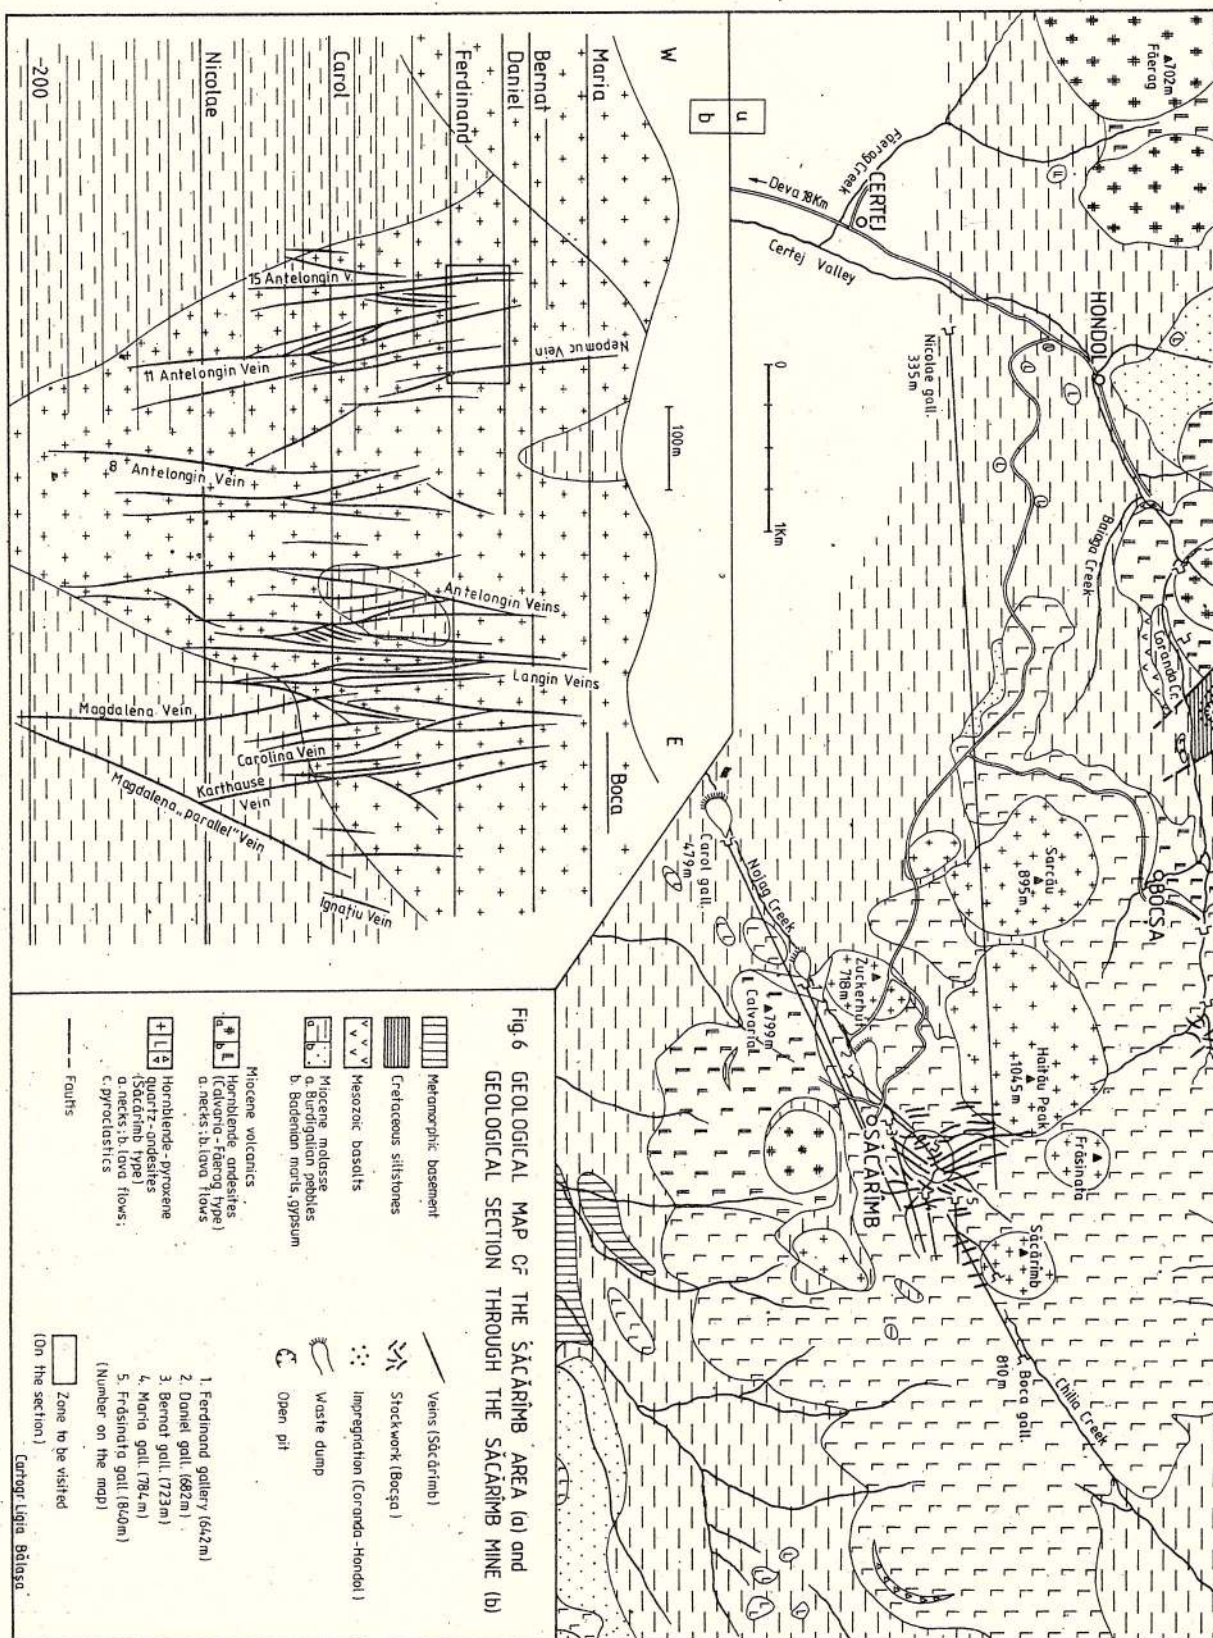 702m
Făerag
Făerag Creek
CERTEJ
Deva 18Km
Certej Valley
HONDOL
Nicolae gall.
335m
0
1Km
Baiaga Creek
Coranda Cr.
Sarcău
895m
BOCȘA
Carol gall.
479m
Nojag Creek
Zuckerhut
718m
799m
Calvaria
Haitău Peak
1045m
Frăsinata
SĂCĂRÎMB
Săcărîmb
Boca gall.
810m
Chilia Creek
2
3
5
a
b
W
E
100m
Maria
Bernat
Daniel
Ferdinand
Carol
Nicolae
-200
Boca
15 Antelongin V.
11 Antelongin Vein
Nepomuc Vein
8 Antelongin Vein
Antelongin Veins
Langin Veins
Magdalena Vein
Carolina Vein
Karthause
Vein
Magdalena „parallel” Vein
Ignațiu Vein
Fig.6 GEOLOGICAL MAP OF THE SĂCĂRÎMB AREA (a) and
GEOLOGICAL SECTION THROUGH THE SĂCĂRÎMB MINE (b)
Metamorphic basement
Cretaceous siltstones
Mesozoic basalts
a b
Miocene molasse
a. Burdigalian pebbles
b. Badenian marls, gypsum
Miocene volcanics
a b
Hornblende andesites
(Calvaria-Făerag type)
a. necks; b. lava flows
Hornblende-pyroxene
quartz-andesites
(Săcărîmb type)
a. necks; b. lava flows;
c. pyroclastics
Faults
Veins (Săcărîmb)
Stockwork (Bocșa)
Impregnation (Coranda-Hondol)
Waste dump
Open pit
1. Ferdinand gallery (642m)
2. Daniel gall. (682m)
3. Bernat gall. (723m)
4. Maria gall. (784m)
5. Frăsinata gall. (840m)
(Number on the map)
Zone to be visited
(On the section)
Cartogr. Ligia Bălașa